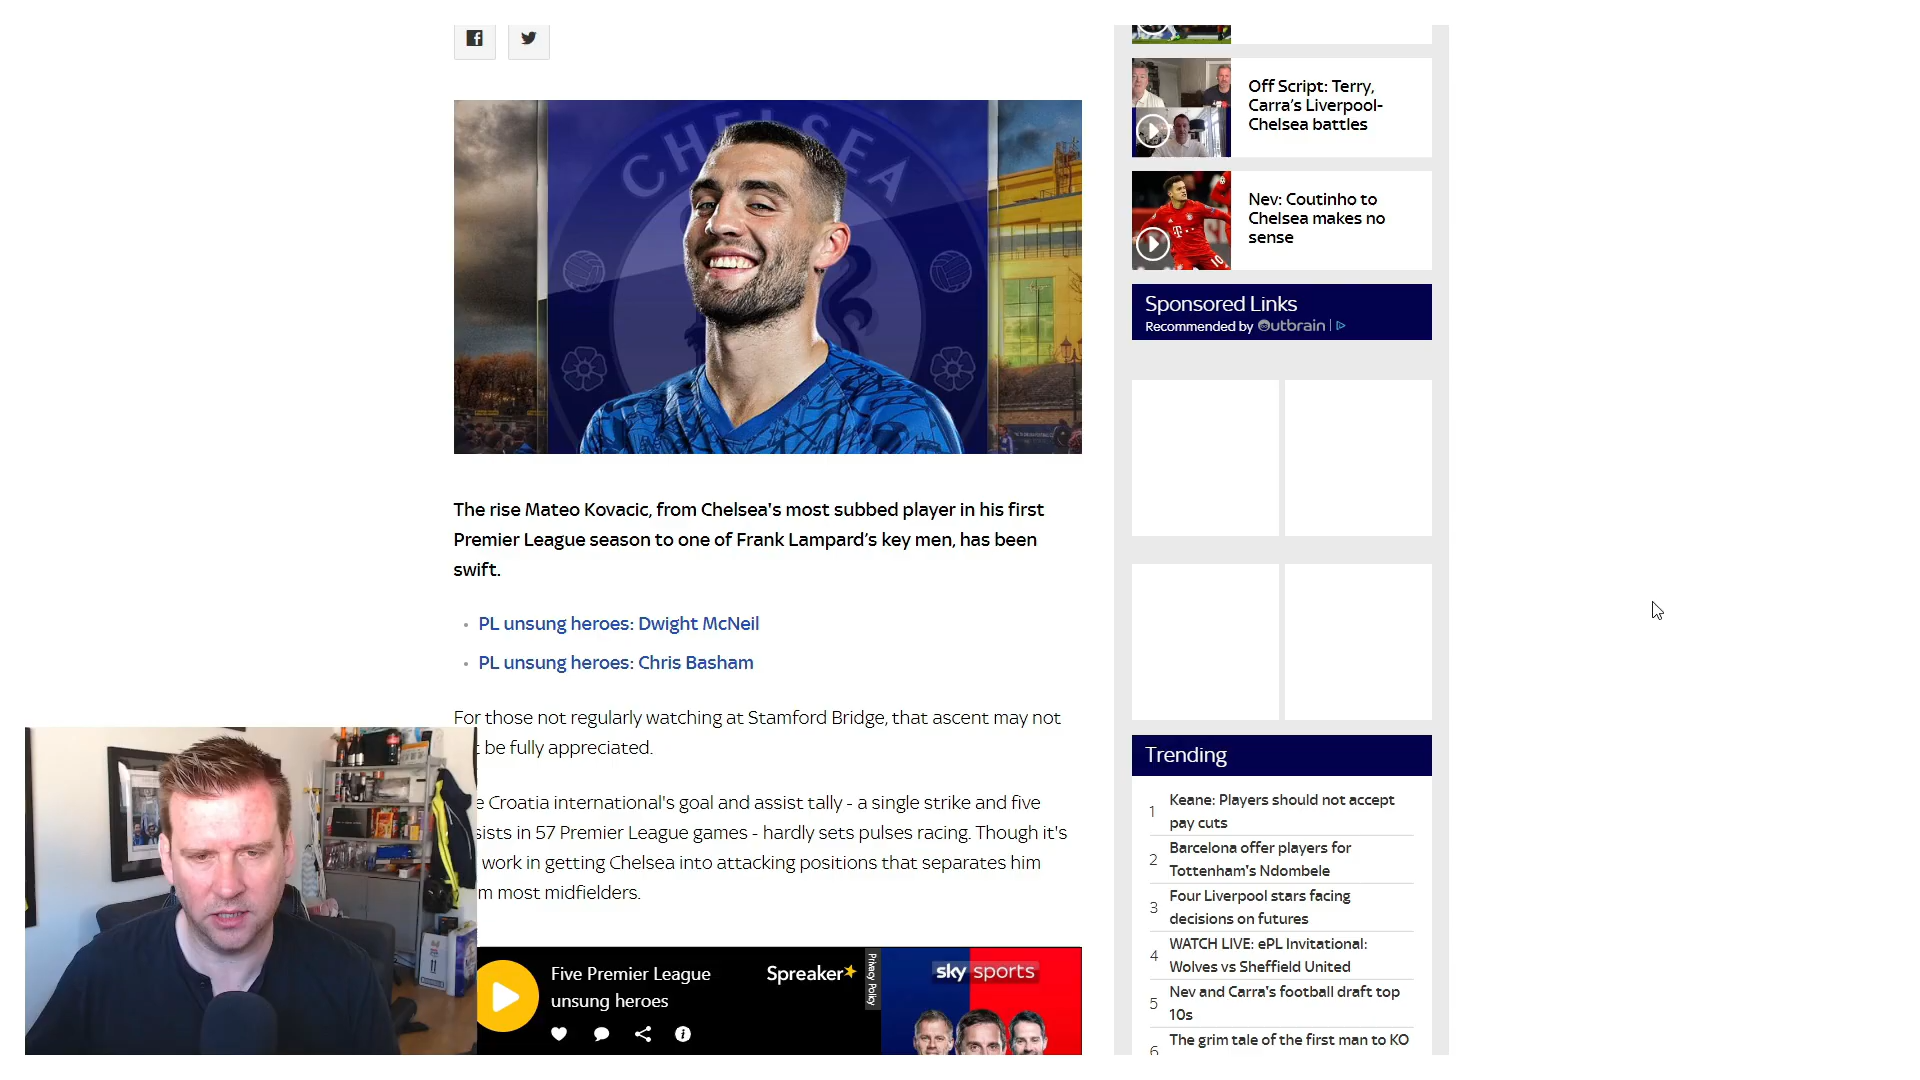 CHELSEA
The rise Mateo Kovacic, from Chelsea's most subbed player in his first
Premier League season to one of Frank Lampard's key men, has been
swift.
PL unsung heroes: Dwight McNeil
PL unsung heroes: Chris Basham
For those not regularly watching at Stamford Bridge, that ascent may not
be fully appreciated.
Croatia international's goal and assist tally - a single strike and five
in 57 Premier League games - hardly sets pulses racing. Though it's
work in getting Chelsea into attacking positions that separates him
most midfielders.
Five Premier League
unsung heroes
Spreaker
Privacy Policy
sky sports
Off Script: Terry,
Carra's Liverpool-
Chelsea battles
Nev: Coutinho to
Chelsea makes no
sense
T
10
Sponsored Links
Recommended by Outbrain
Trending
1 Keane: Players should not accept
pay cuts
2 Barcelona offer players for
Tottenham's Ndombele
3 Four Liverpool stars facing
decisions on futures
4 WATCH LIVE: ePL Invitational:
Wolves vs Sheffield United
5 Nev and Carra's football draft top
10s
6 The grim tale of the first man to KO